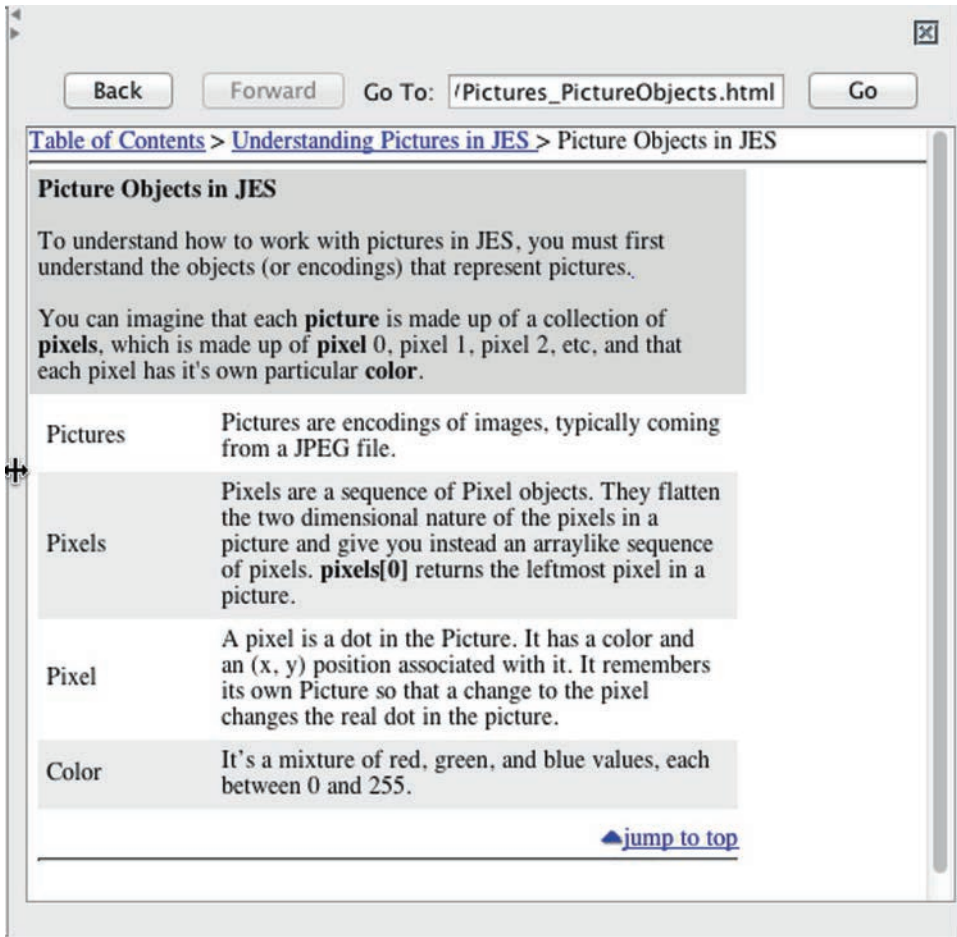 Back Forward Go To: /Pictures_PictureObjects.html Go
Table of Contents > Understanding Pictures in JES > Picture Objects in JES
Picture Objects in JES
To understand how to work with pictures in JES, you must first
understand the objects (or encodings) that represent pictures.
You can imagine that each picture is made up of a collection of
pixels, which is made up of pixel 0, pixel 1, pixel 2, etc, and that
each pixel has it's own particular color.
Pictures
Pictures are encodings of images, typically coming
from a JPEG file.
Pixels
Pixels are a sequence of Pixel objects. They flatten
the two dimensional nature of the pixels in a
picture and give you instead an arraylike sequence
of pixels. pixels[0] returns the leftmost pixel in a
picture.
Pixel
A pixel is a dot in the Picture. It has a color and
an (x, y) position associated with it. It remembers
its own Picture so that a change to the pixel
changes the real dot in the picture.
Color
It's a mixture of red, green, and blue values, each
between 0 and 255.
jump to top